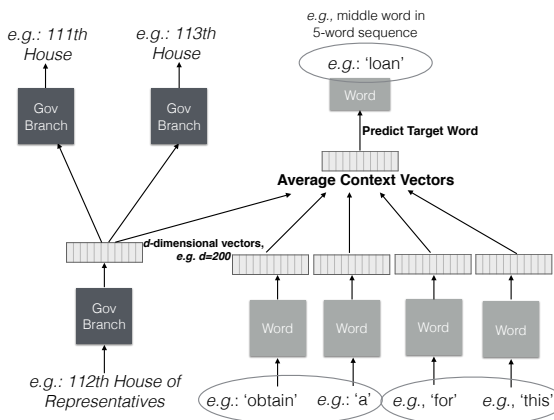 e.g.: 111th
House
e.g.: 113th
House
e.g., middle word in
5-word sequence
e.g.: ‘loan’
Gov
Branch
Gov
Branch
Word
Predict Target Word
Average Context Vectors
d-dimensional vectors,
e.g. d=200
Gov
Branch
Word
Word
Word
Word
e.g.: 112th House of
Representatives
e.g.: ‘obtain’
e.g.: ‘a’
e.g., ‘for’
e.g., ‘this’